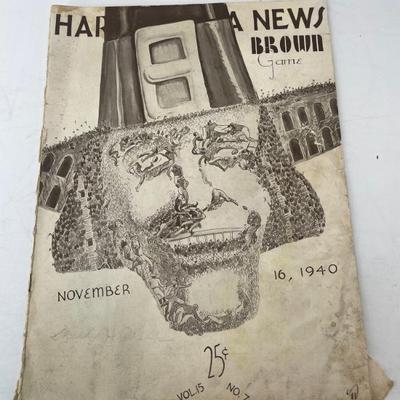 HAR A NEWS
BROWN
Game
NOVEMBER 16, 1940
25¢
VOL. 15 NO. 7